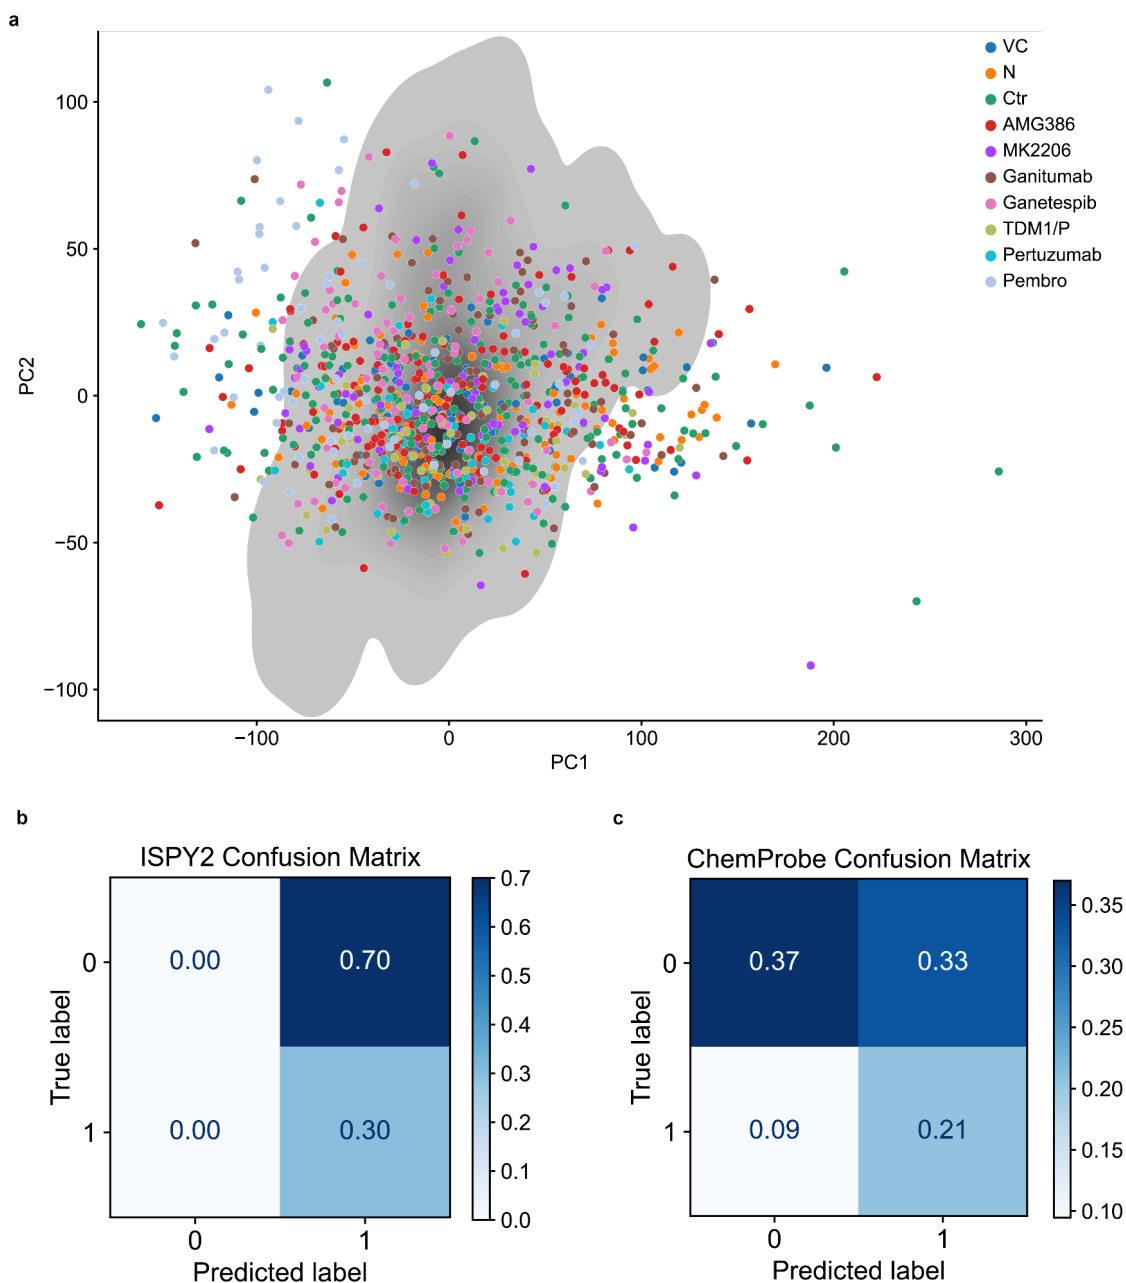 a
100
50
0
−50
−100
PC2
−100
0
100
200
300
PC1
VC
N
Ctr
AMG386
MK2206
Ganitumab
Ganetespib
TDM1/P
Pertuzumab
Pembro
b
ISPY2 Confusion Matrix
True label
0
1
0.00
0.70
0.00
0.30
0
1
Predicted label
0.7
0.6
0.5
0.4
0.3
0.2
0.1
0.0
c
ChemProbe Confusion Matrix
True label
0
1
0.37
0.33
0.09
0.21
0
1
Predicted label
0.35
0.30
0.25
0.20
0.15
0.10